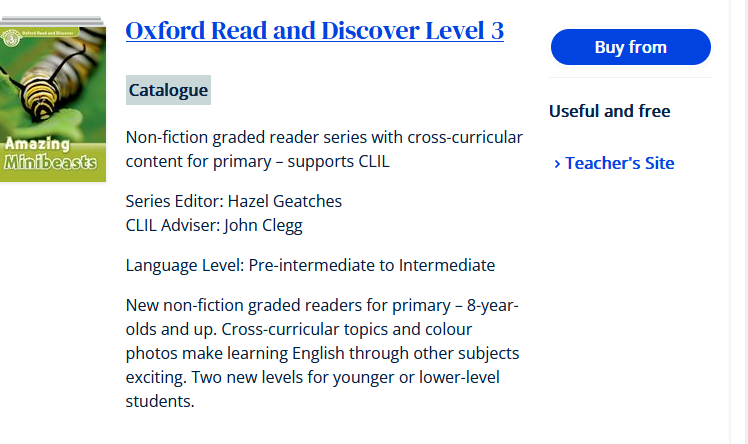 Oxford Read and Discover Level 3
Buy from
Catalogue
Useful and free
Non-fiction graded reader series with cross-curricular
content for primary – supports CLIL
› Teacher's Site
Series Editor: Hazel Geatches
CLIL Adviser: John Clegg
Language Level: Pre-intermediate to Intermediate
New non-fiction graded readers for primary – 8-year-
olds and up. Cross-curricular topics and colour
photos make learning English through other subjects
exciting. Two new levels for younger or lower-level
students.
Oxford Read and Discover
3
Amazing
Minibeasts